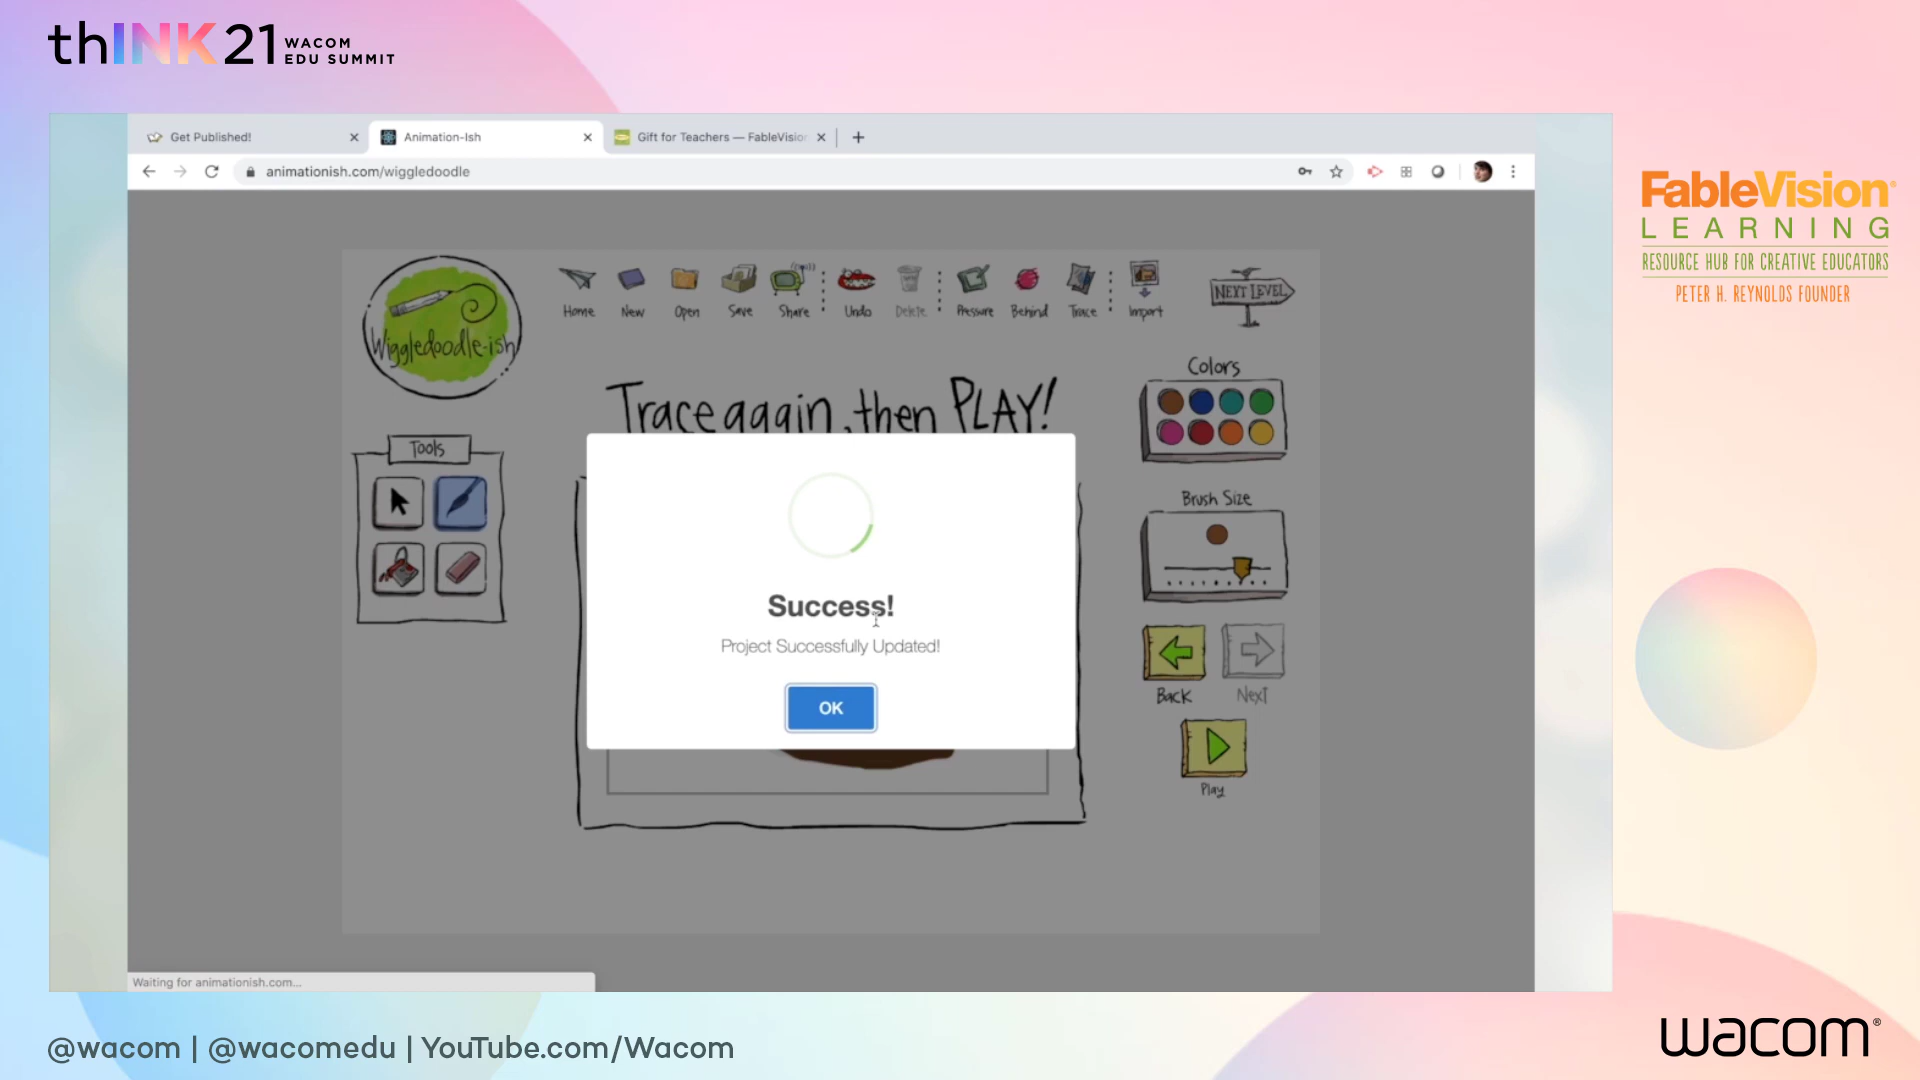 thINK21 WACOM
EDU SUMMIT
Get Published!
Animation-Ish
Gift for Teachers — FableVision
animationish.com/wiggledoodle
FableVision®
LEARNING
RESOURCE HUB FOR CREATIVE EDUCATORS
PETER H. REYNOLDS FOUNDER
Wiggledoodle-ish
Home New Open Save Share Undo Delete Pressure Behind Trace Import
NEXT LEVEL
Colors
Trace again, then PLAY!
Tools
Brush Size
Success!
Project Successfully Updated!
OK
Back Next
Play
Waiting for animationish.com...
@wacom | @wacomedu | YouTube.com/Wacom
wacom®